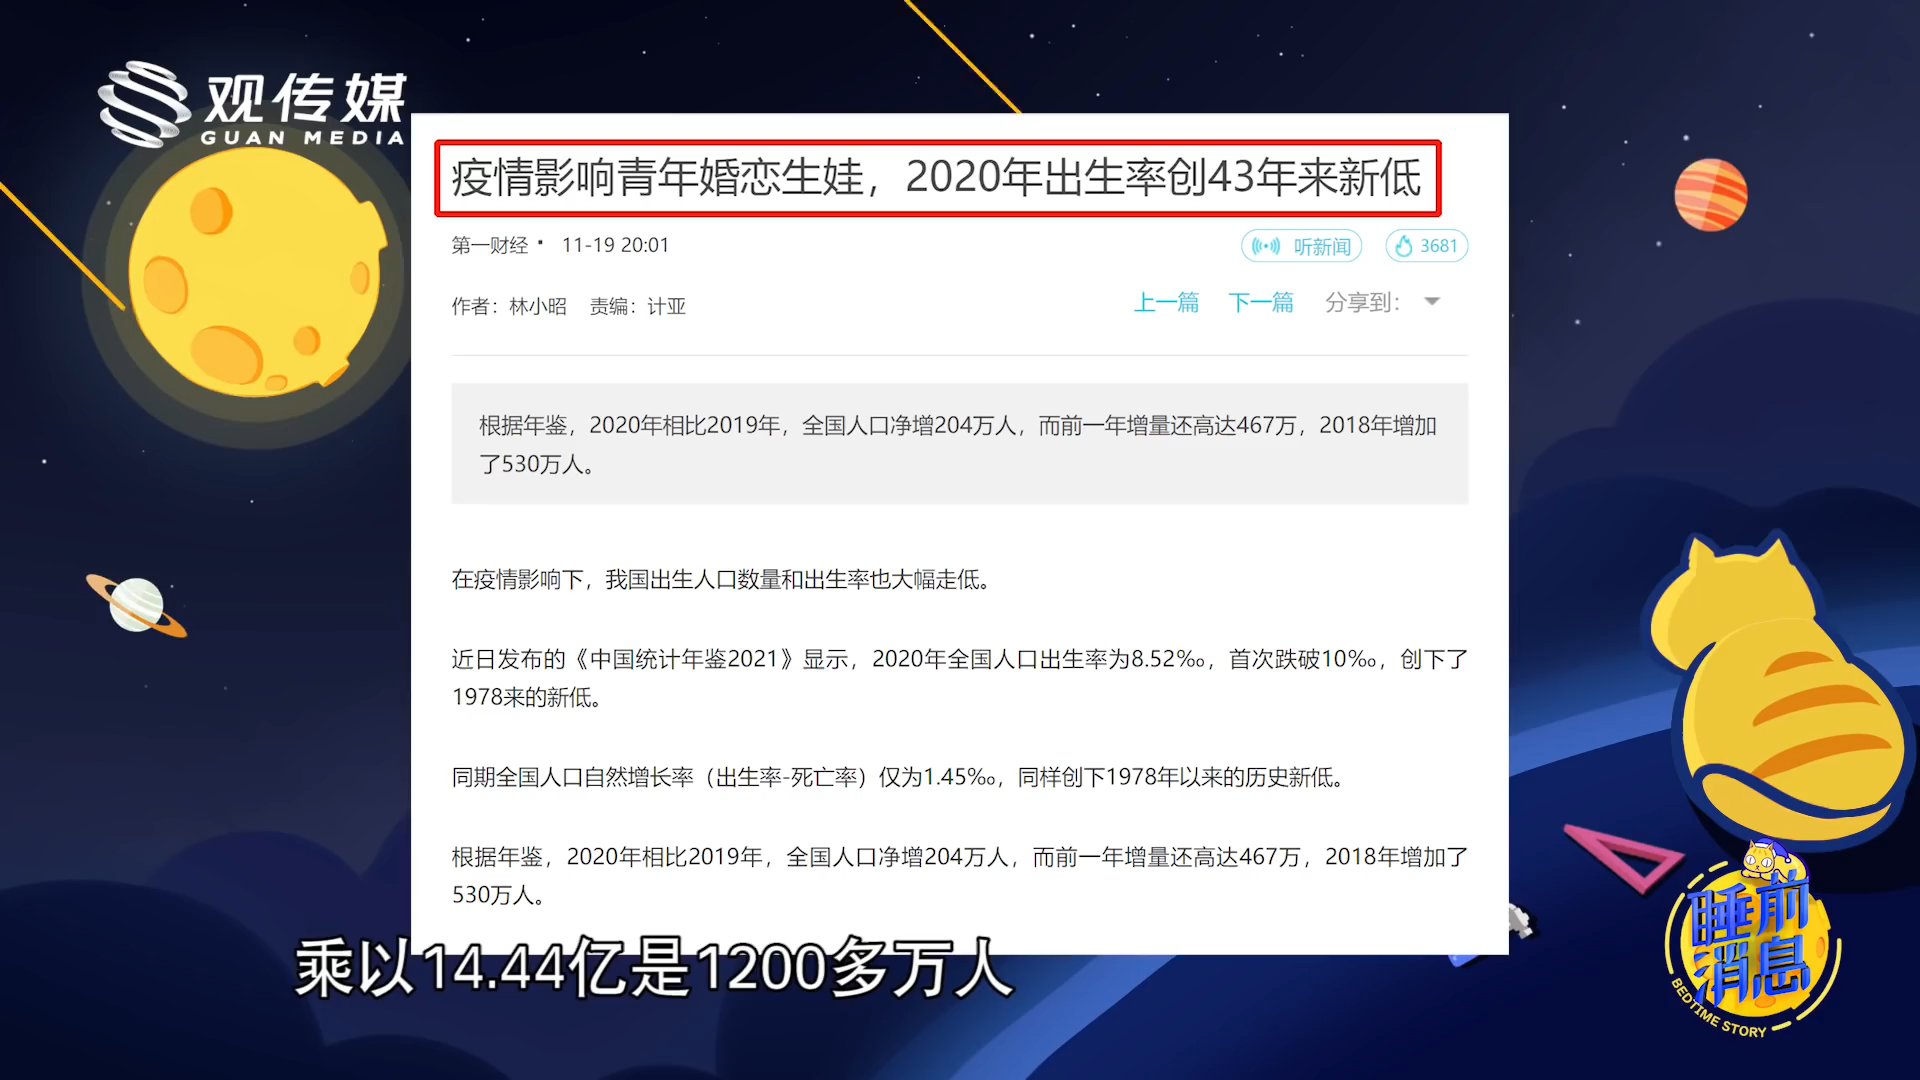 观传媒
GUAN MEDIA
疫情影响青年婚恋生娃，2020年出生率创43年来新低
第一财经 · 11-19 20:01
听新闻
3681
作者：林小昭 责编：计亚
上一篇 下一篇 分享到：
根据年鉴，2020年相比2019年，全国人口净增204万人，而前一年增量还高达467万，2018年增加
了530万人。
在疫情影响下，我国出生人口数量和出生率也大幅走低。
近日发布的《中国统计年鉴2021》显示，2020年全国人口出生率为8.52‰，首次跌破10‰，创下了
1978来的新低。
同期全国人口自然增长率（出生率-死亡率）仅为1.45‰，同样创下1978年以来的历史新低。
根据年鉴，2020年相比2019年，全国人口净增204万人，而前一年增量还高达467万，2018年增加了
530万人。
乘以14.44亿是1200多万人
睡前
消息
BEDTIME STORY